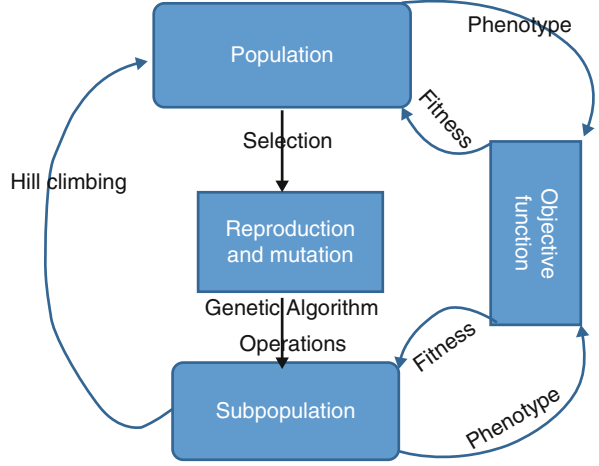 Phenotype
Population
Fitness
Selection
Hill climbing
Objective
function
Reproduction
and mutation
Genetic Algorithm
Operations
Fitness
Subpopulation
Phenotype